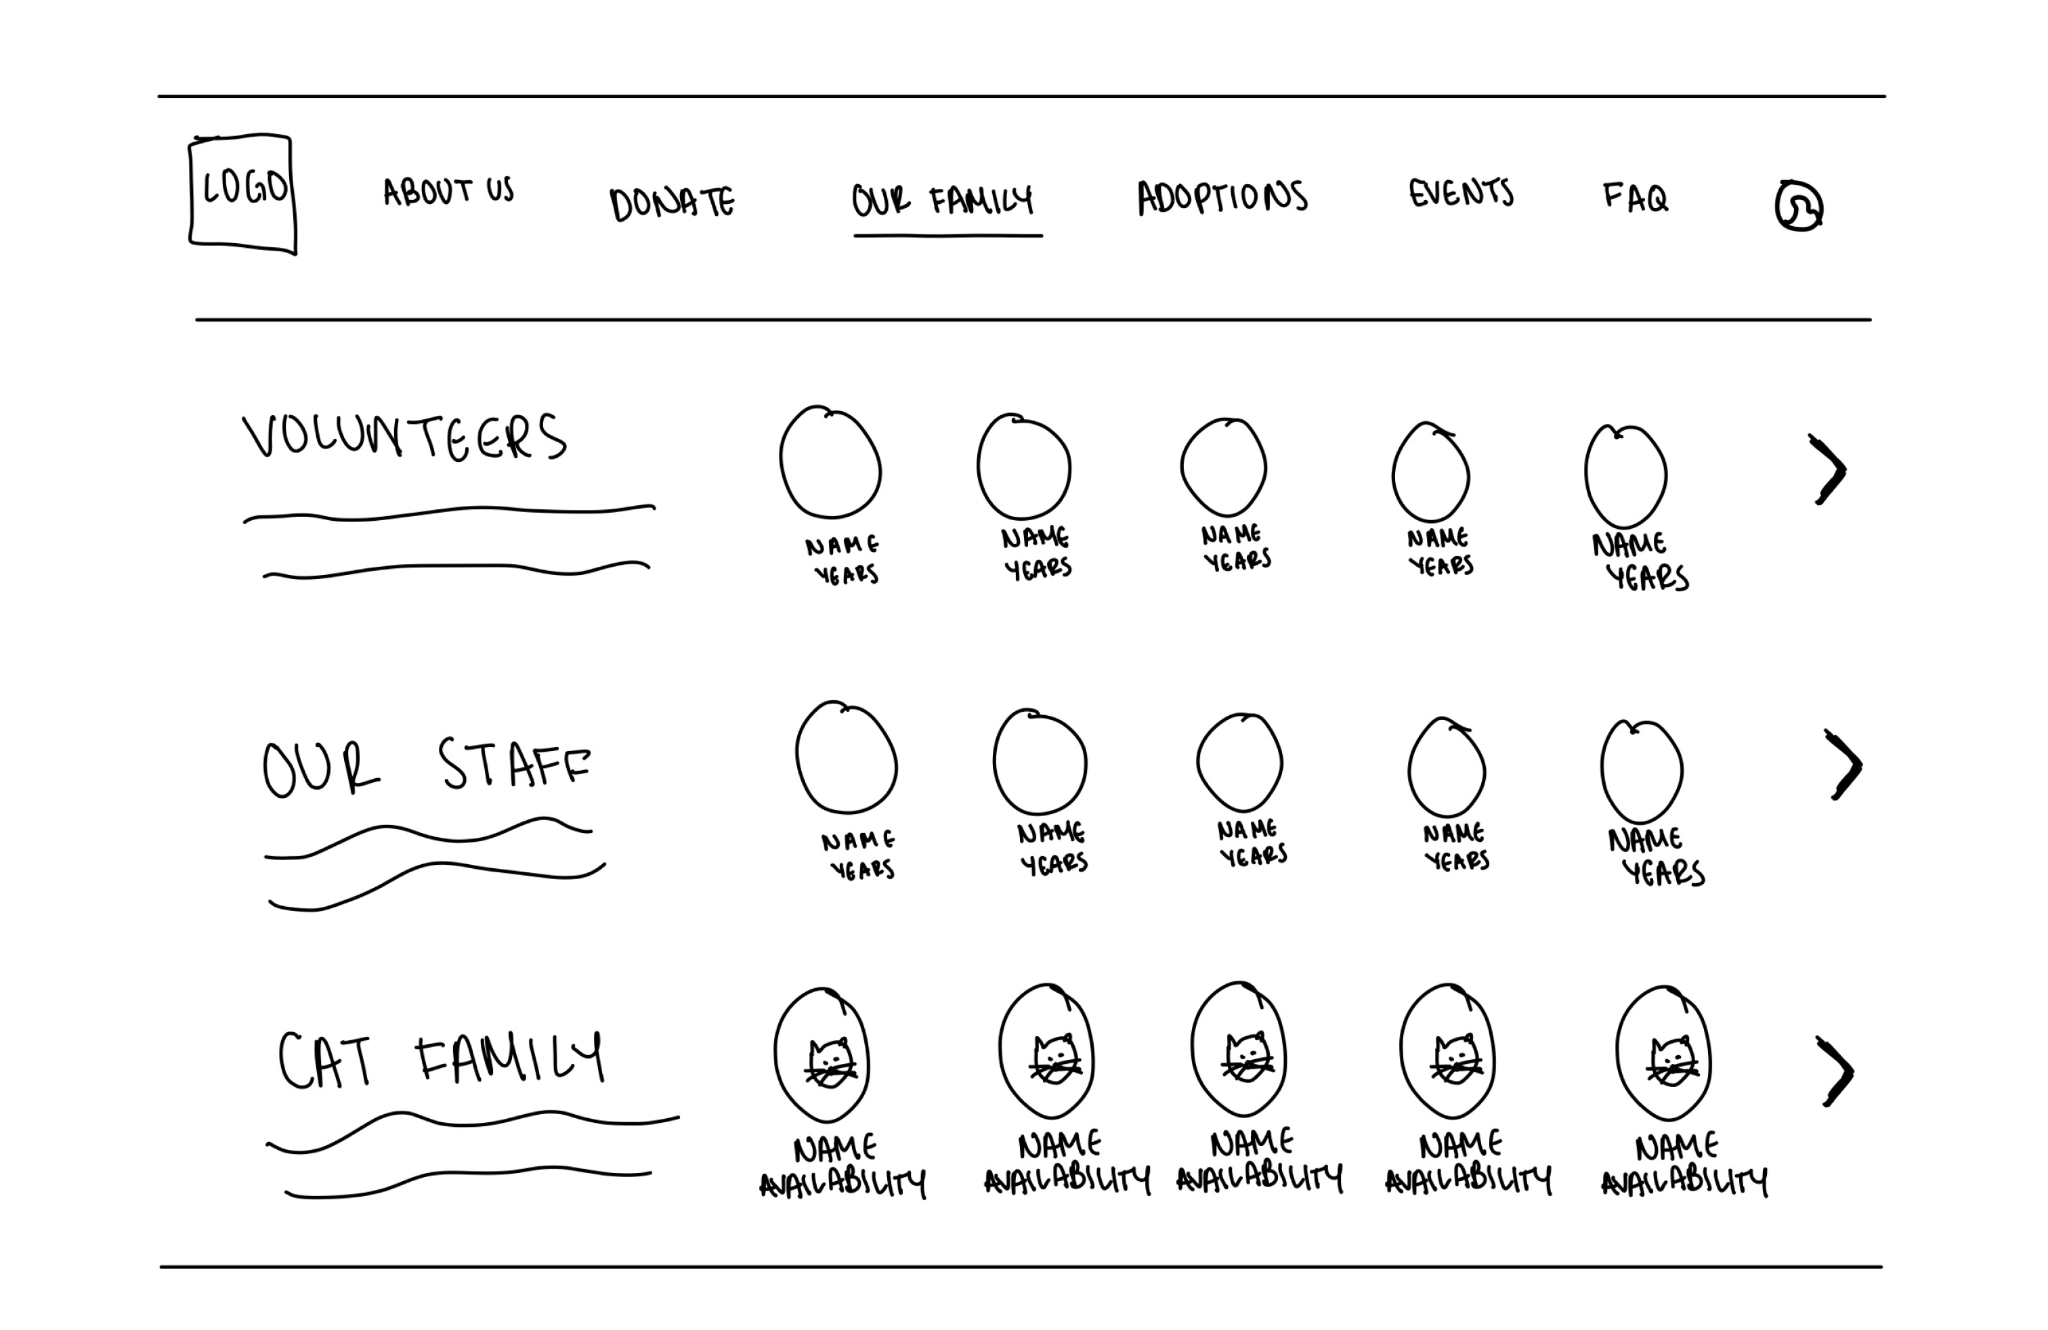 LOGO ABOUT US DONATE OUR FAMILY ADOPTIONS EVENTS FAQ
VOLUNTEERS
NAME NAME NAME NAME NAME
YEARS YEARS YEARS YEARS YEARS
OUR STAFF
NAME NAME NAME NAME NAME
YEARS YEARS YEARS YEARS YEARS
CAT FAMILY
NAME NAME NAME NAME NAME
AVAILABILITY AVAILABILITY AVAILABILITY AVAILABILITY AVAILABILITY